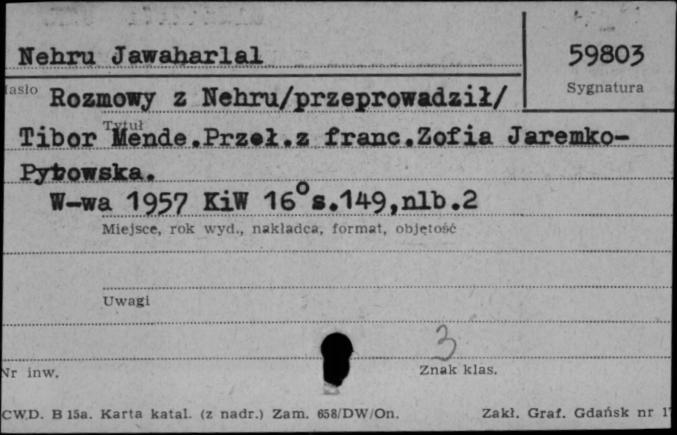 Nehru Jawaharlal
59803
Sygnatura
Rozmowy z Nehru/przeprowadził/
Tytuł
Tibor Mende.Przeł.z franc.Zofia Jaremko-
Pytowska.
W-wa 1957 KiW 16° s.149,nlb.2
Miejsce, rok wyd., nakładca, format, objętość
Uwagi
3
Nr inw.
Znak klas.
CWD. B 15a. Karta katal. (z nadr.) Zam. 658/DW/On.
Zakł. Graf. Gdańsk nr